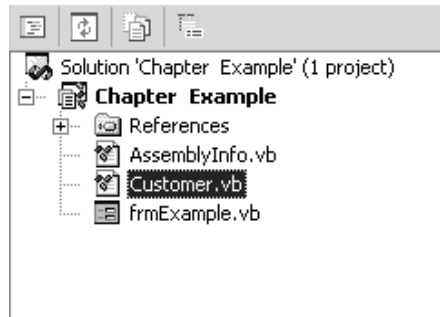 Solution 'Chapter Example' (1 project)
Chapter Example
References
AssemblyInfo.vb
Customer.vb
frmExample.vb